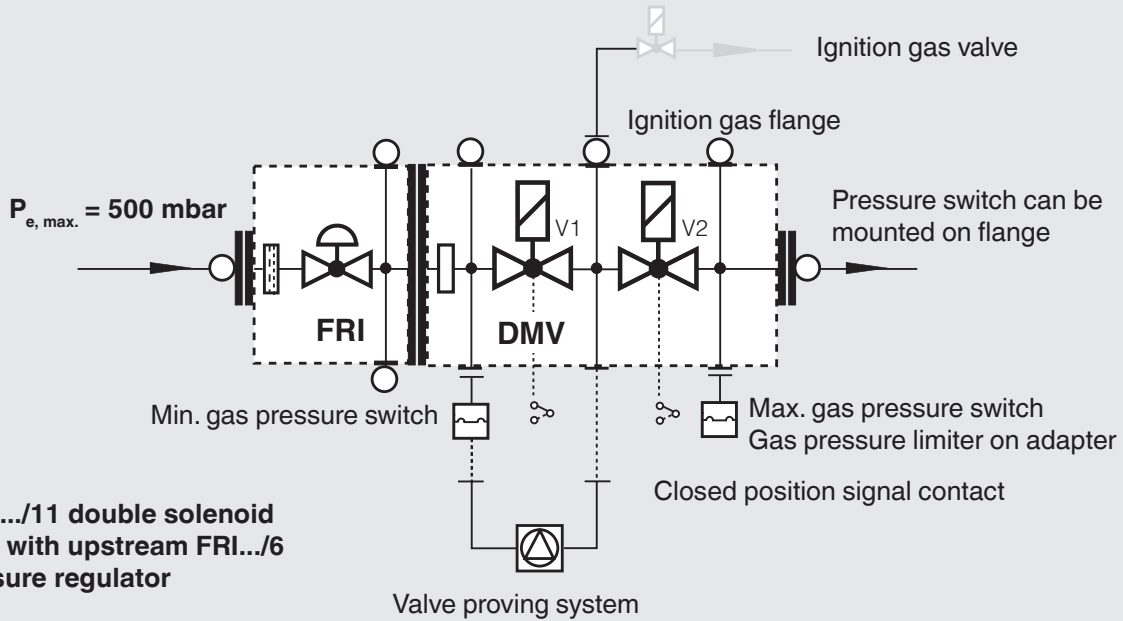 Ignition gas valve
Ignition gas flange
P e, max. = 500 mbar
Pressure switch can be
mounted on flange
V1
V2
FRI
DMV
Min. gas pressure switch
Max. gas pressure switch
Gas pressure limiter on adapter
Closed position signal contact
.../11 double solenoid
with upstream FRI.../6
sure regulator
Valve proving system